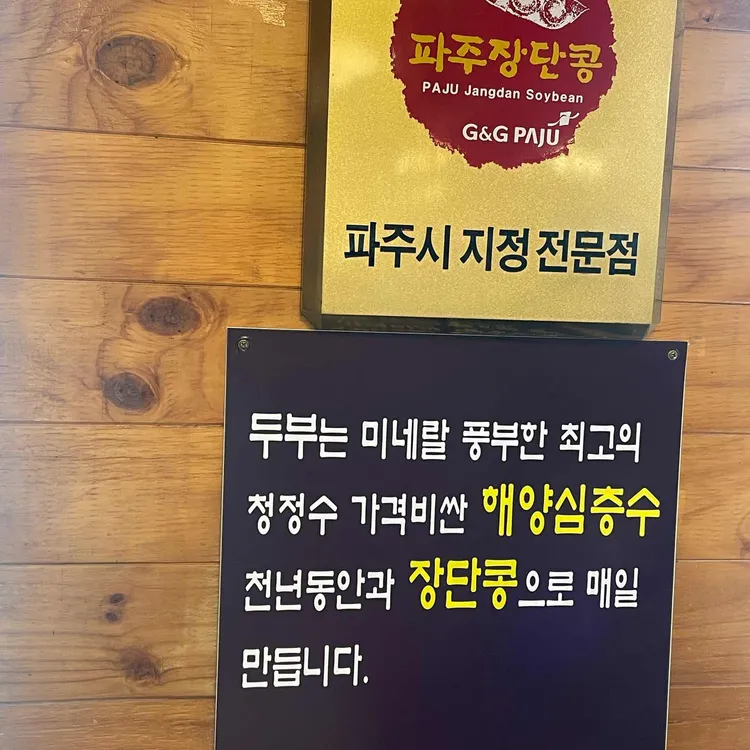 파주장단콩
PAJU Jangdan Soybean
G&G PAJU
파주시 지정 전문점
두부는 미네랄 풍부한 최고의
청정수 가격비싼 해양심층수
천년동안과 장단콩으로 매일
만듭니다.